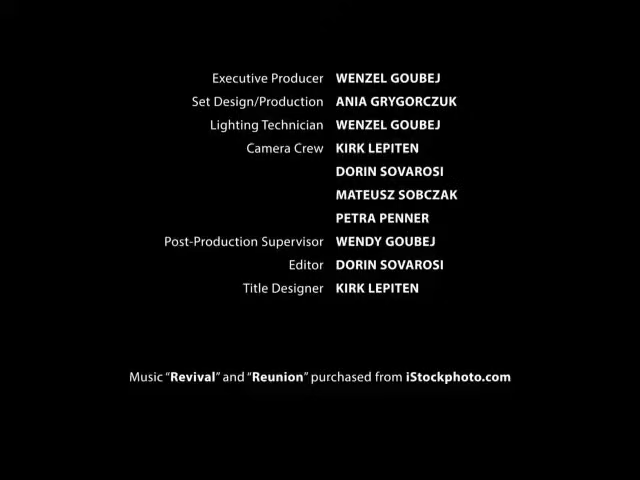 Executive Producer WENZEL GOUBEJ
Set Design/Production ANIA GRYGORCZUK
Lighting Technician WENZEL GOUBEJ
Camera Crew KIRK LEPITEN
DORIN SOVAROSI
MATEUSZ SOBCZAK
PETRA PENNER
Post-Production Supervisor WENDY GOUBEJ
Editor DORIN SOVAROSI
Title Designer KIRK LEPITEN
Music “Revival” and “Reunion” purchased from iStockphoto.com